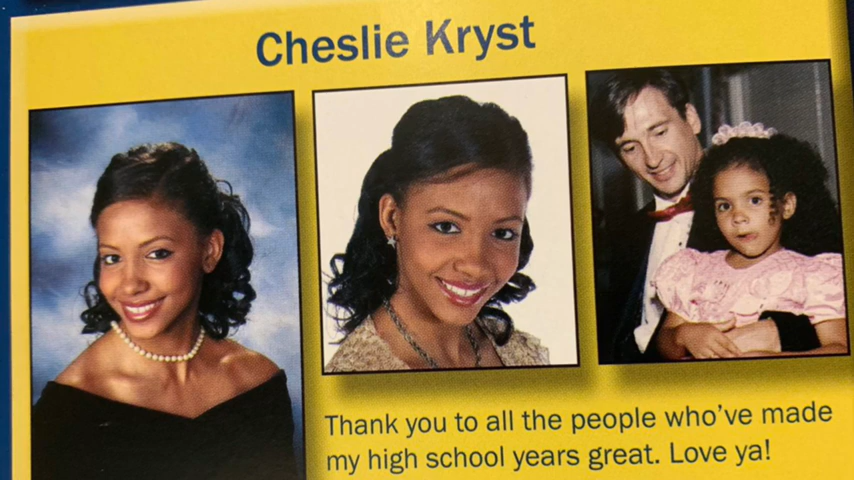 Cheslie Kryst
Thank you to all the people who've made
my high school years great. Love ya!